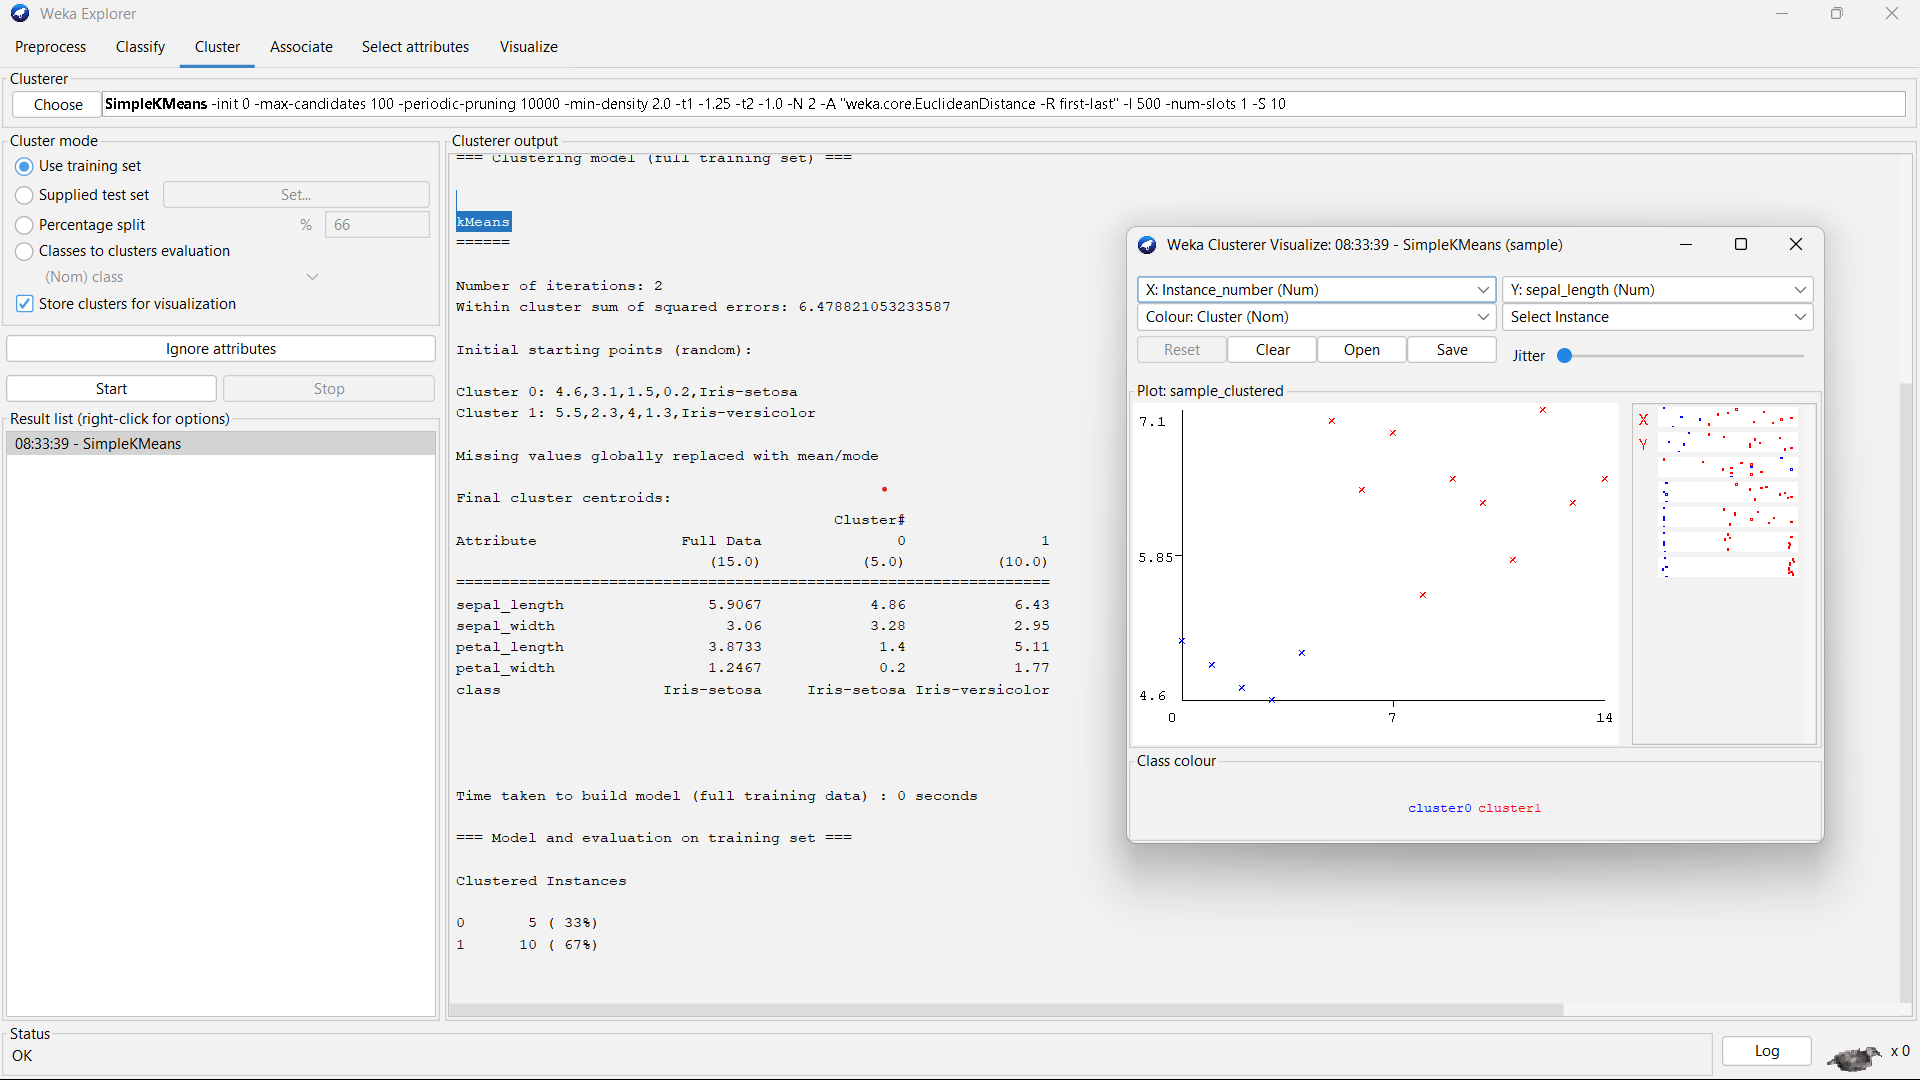 Weka Explorer
Preprocess Classify Cluster Associate Select attributes Visualize
Clusterer
Choose SimpleKMeans -init 0 -max-candidates 100 -periodic-pruning 10000 -min-density 2.0 -t1 -1.25 -t2 -1.0 -N 2 -A "weka.core.EuclideanDistance -R first-last" -I 500 -num-slots 1 -S 10
Cluster mode
Use training set
Supplied test set Set...
Percentage split % 66
Classes to clusters evaluation
(Nom) class
Store clusters for visualization
Ignore attributes
Start Stop
Result list (right-click for options)
08:33:39 - SimpleKMeans
Clusterer output
=== Clustering model (full training set) ===
kMeans
======
Number of iterations: 2
Within cluster sum of squared errors: 6.478821053233587
Initial starting points (random):
Cluster 0: 4.6,3.1,1.5,0.2,Iris-setosa
Cluster 1: 5.5,2.3,4,1.3,Iris-versicolor
Missing values globally replaced with mean/mode
Final cluster centroids:
Cluster#
Attribute Full Data 0 1
(15.0) (5.0) (10.0)
==================================================================
sepal_length 5.9067 4.86 6.43
sepal_width 3.06 3.28 2.95
petal_length 3.8733 1.4 5.11
petal_width 1.2467 0.2 1.77
class Iris-setosa Iris-setosa Iris-versicolor
Time taken to build model (full training data) : 0 seconds
=== Model and evaluation on training set ===
Clustered Instances
0 5 ( 33%)
1 10 ( 67%)
Weka Clusterer Visualize: 08:33:39 - SimpleKMeans (sample)
X: Instance_number (Num) Y: sepal_length (Num)
Colour: Cluster (Nom) Select Instance
Reset Clear Open Save Jitter
Plot: sample_clustered
7.1
5.85
4.6
0 7 14
X
Y
Class colour
cluster0 cluster1
Status
OK
Log x 0